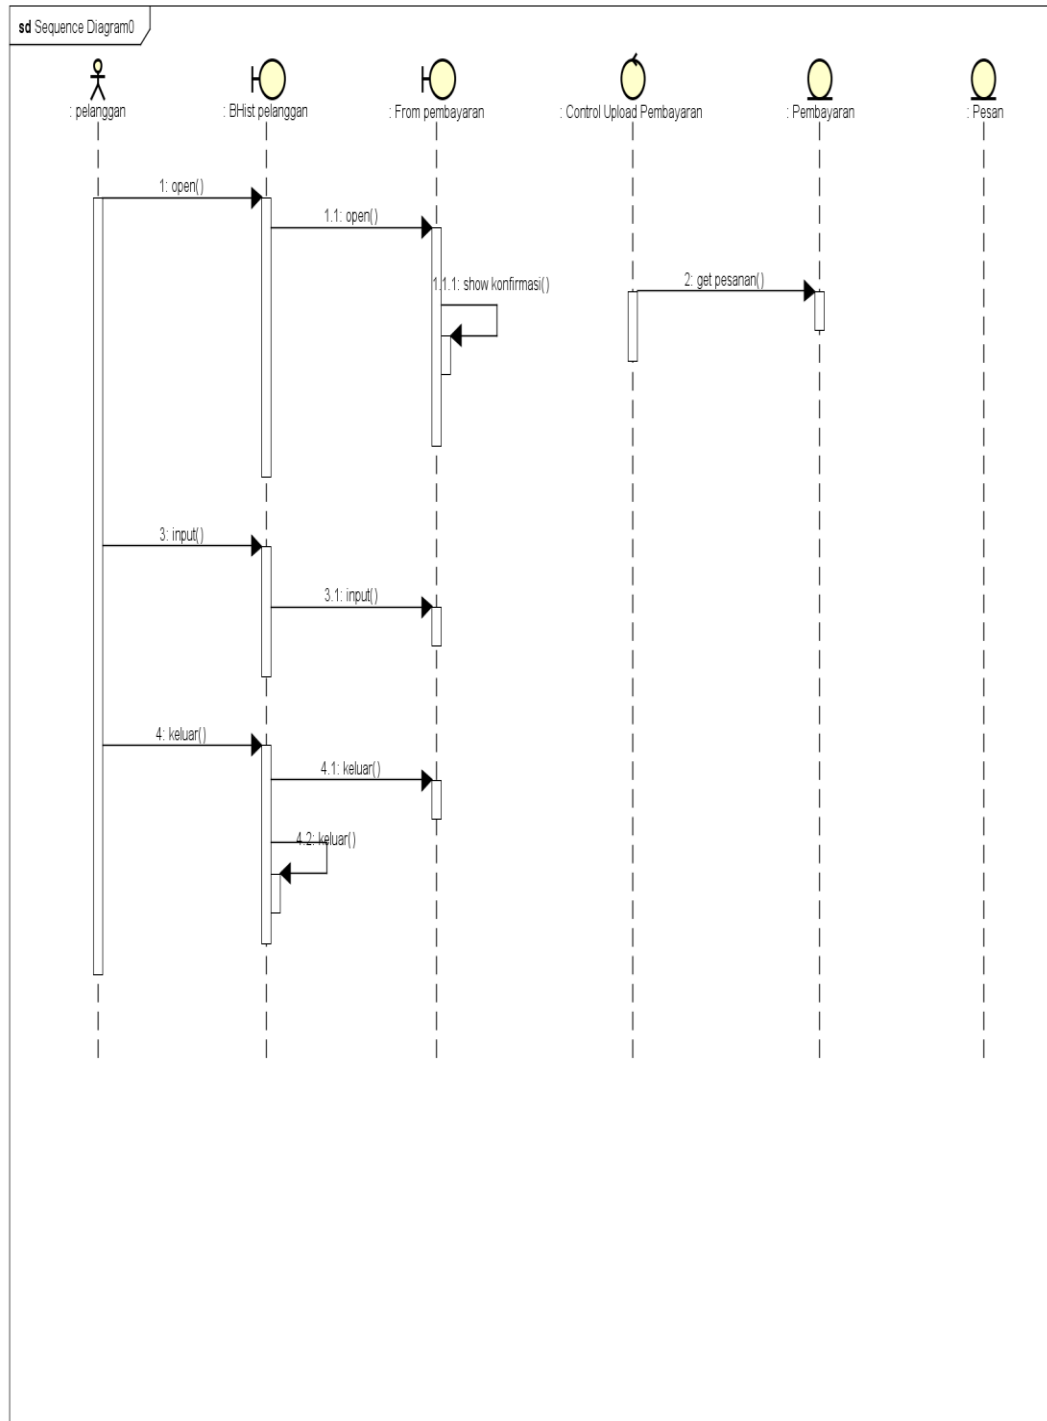 sd Sequence Diagram0
: pelanggan
: BHist pelanggan
: From pembayaran
: Control Upload Pembayaran
: Pembayaran
: Pesan
1: open()
1.1: open()
1.1.1: show konfirmasi()
2: get pesanan()
3: input()
3.1: input()
4: keluar()
4.1: keluar()
4.2: keluar()